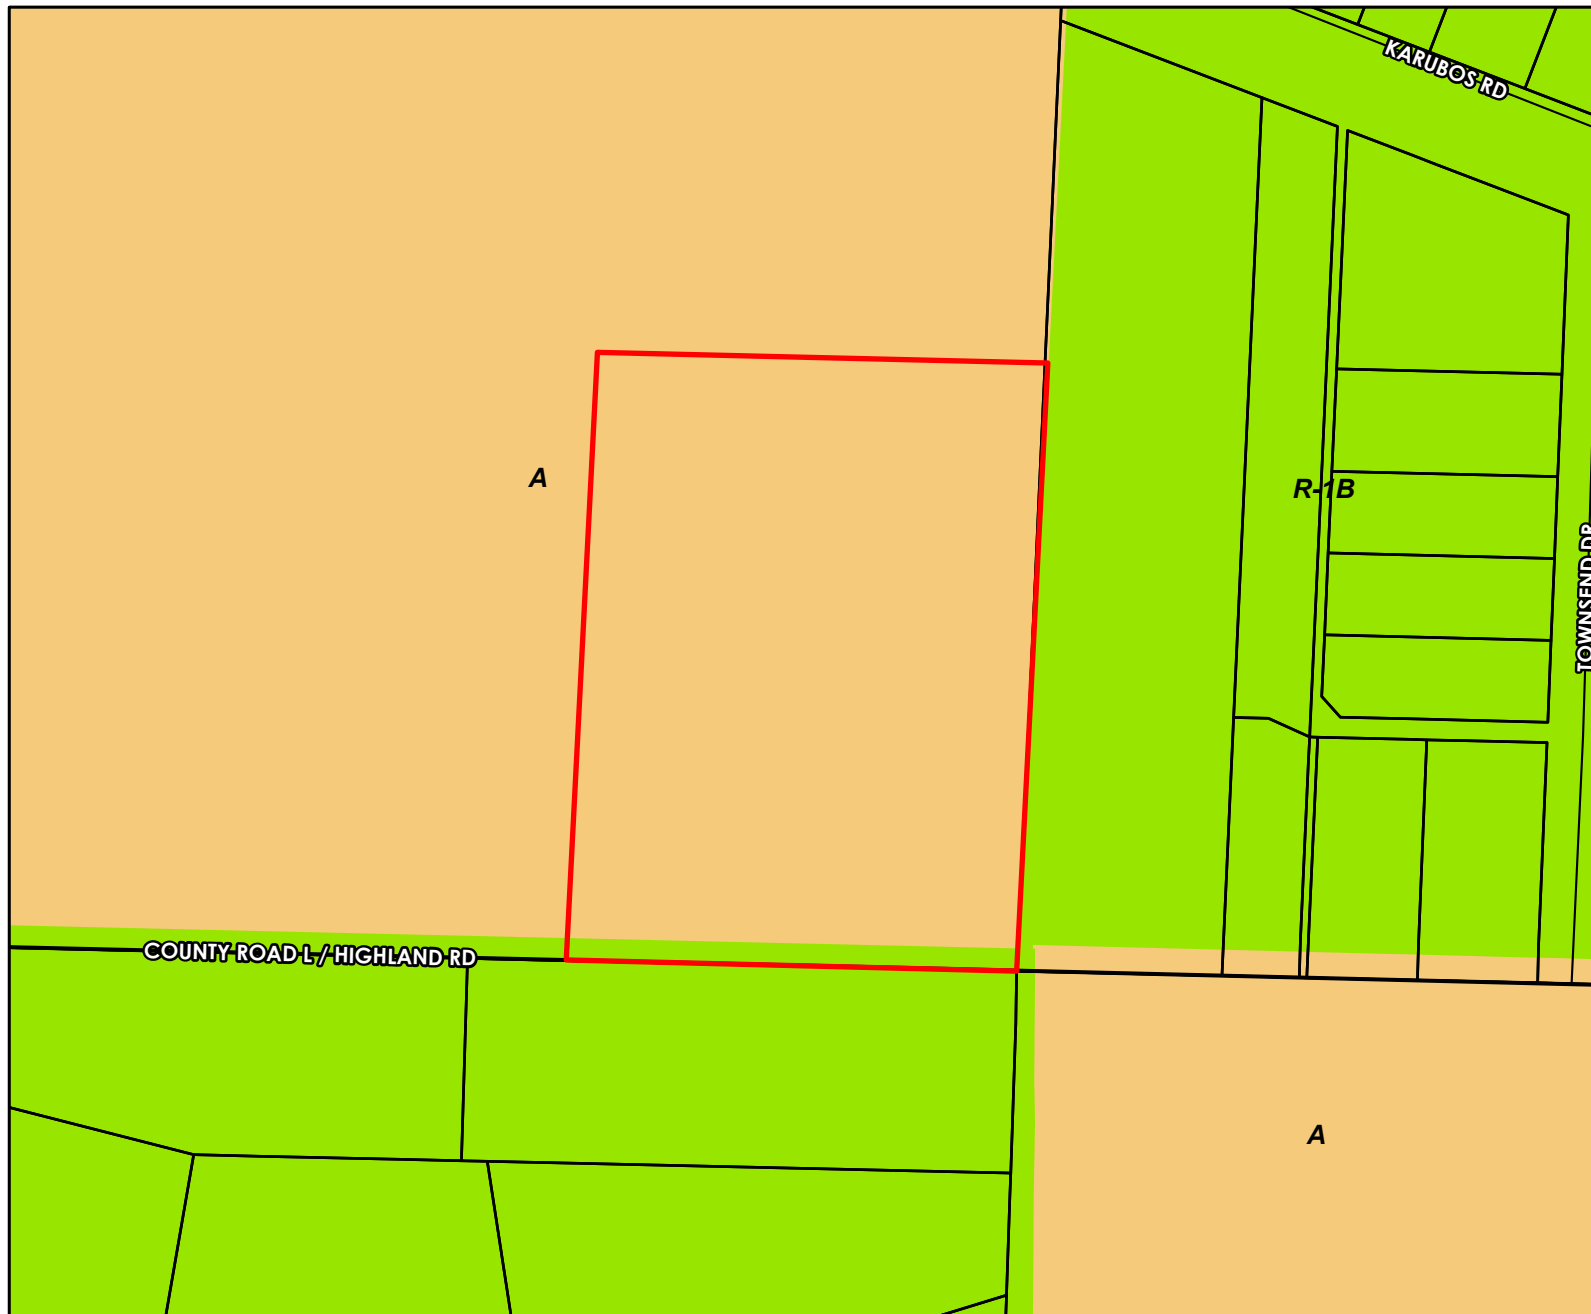 KARUBOS RD
A
R-1B
TOWNSEND DR
COUNTY ROAD L / HIGHLAND RD
A